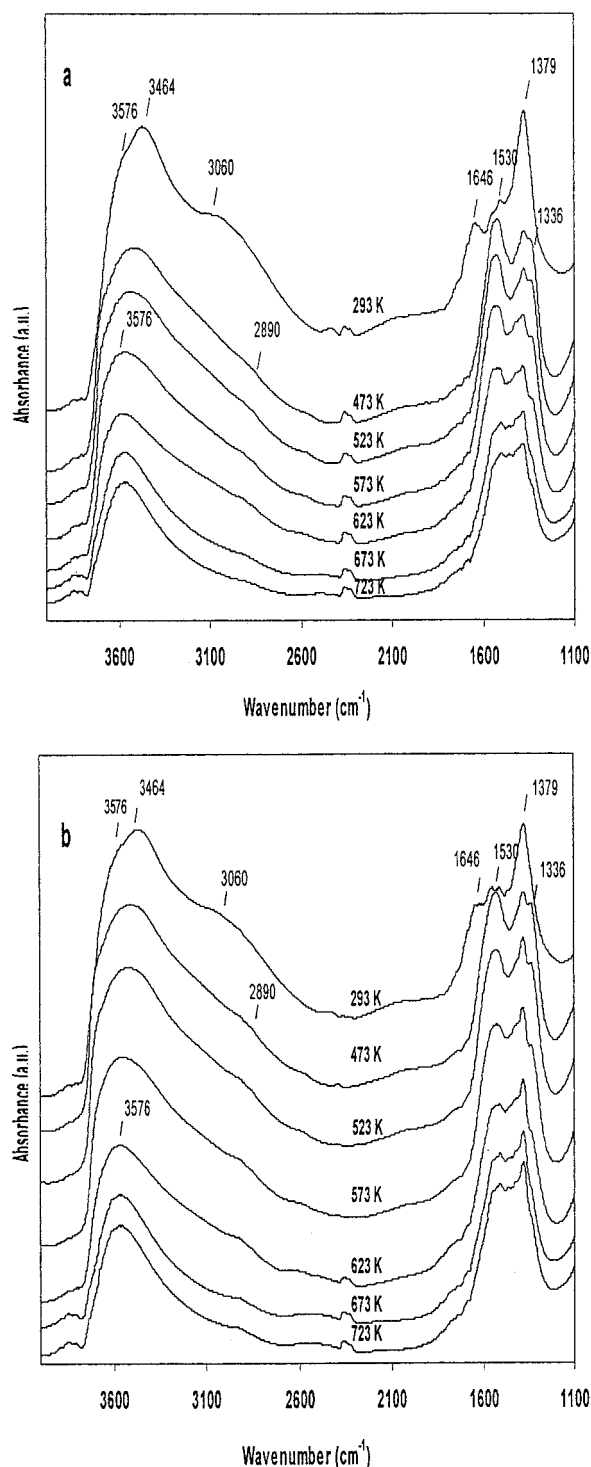 a
3576
3464
3060
1646
1530
1379
1336
293 K
2890
473 K
3576
523 K
573 K
623 K
673 K
723 K
Absorbance (a.u.)
3600 3100 2600 2100 1600 1100
Wavenumber (cm⁻¹)
b
3576
3464
3060
1646
1530
1379
1336
293 K
2890
473 K
523 K
3576
573 K
623 K
673 K
723 K
Absorbance (a.u.)
3600 3100 2600 2100 1600 1100
Wavenumber (cm⁻¹)